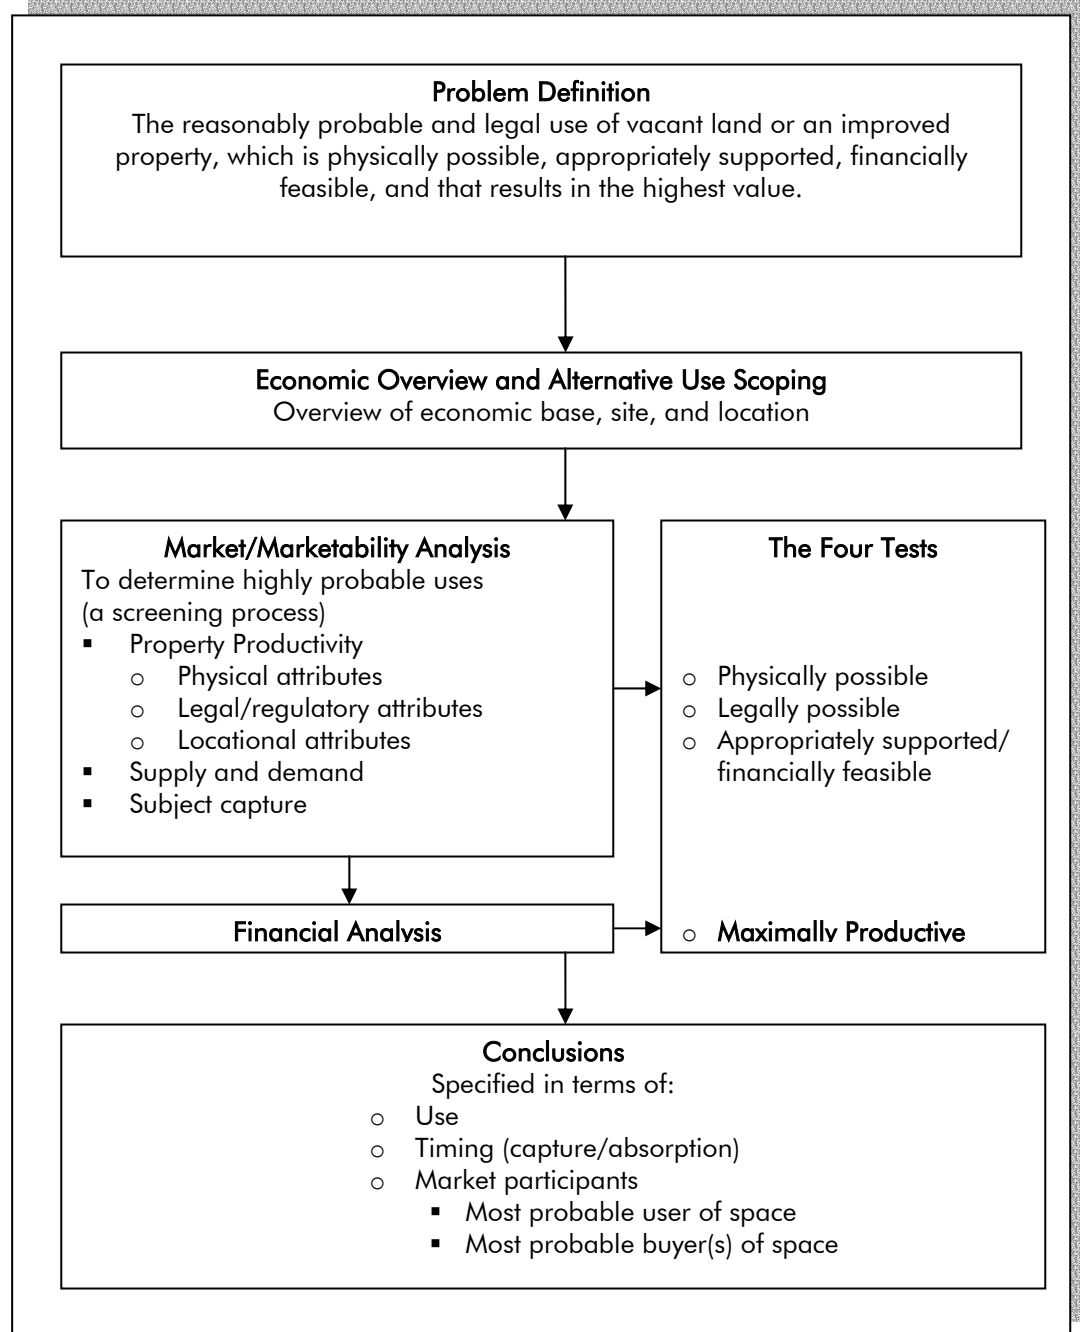 Problem Definition
The reasonably probable and legal use of vacant land or an improved
property, which is physically possible, appropriately supported, financially
feasible, and that results in the highest value.
Economic Overview and Alternative Use Scoping
Overview of economic base, site, and location
Market/Marketability Analysis
To determine highly probable uses
(a screening process)
▪ Property Productivity
o Physical attributes
o Legal/regulatory attributes
o Locational attributes
▪ Supply and demand
▪ Subject capture
The Four Tests
o Physically possible
o Legally possible
o Appropriately supported/
financially feasible
Financial Analysis
o Maximally Productive
Conclusions
Specified in terms of:
o Use
o Timing (capture/absorption)
o Market participants
▪ Most probable user of space
▪ Most probable buyer(s) of space